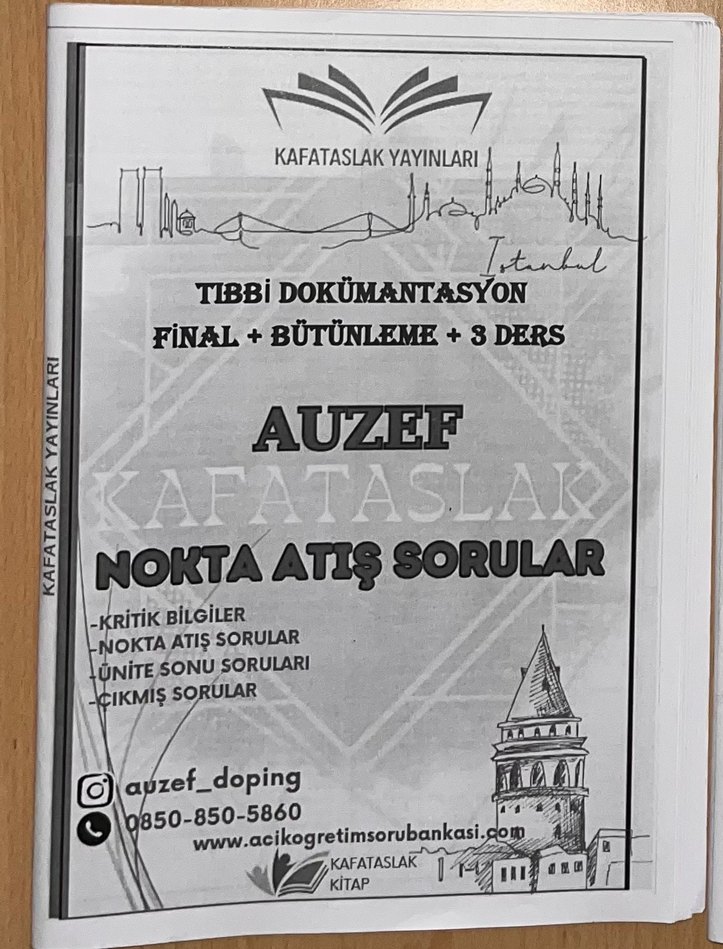 KAFATASLAK YAYINLARI
İstanbul
TIBBİ DOKÜMANTASYON
FİNAL + BÜTÜNLEME + 3 DERS
AUZEF
KAFATASLAK
NOKTA ATIŞ SORULAR
-KRİTİK BİLGİLER
-NOKTA ATIŞ SORULAR
-ÜNİTE SONU SORULARI
-ÇIKMIŞ SORULAR
auzef_doping
0850-850-5860
www.acikogretimsorubankasi.com
KAFATASLAK
KİTAP
KAFATASLAK YAYINLARI